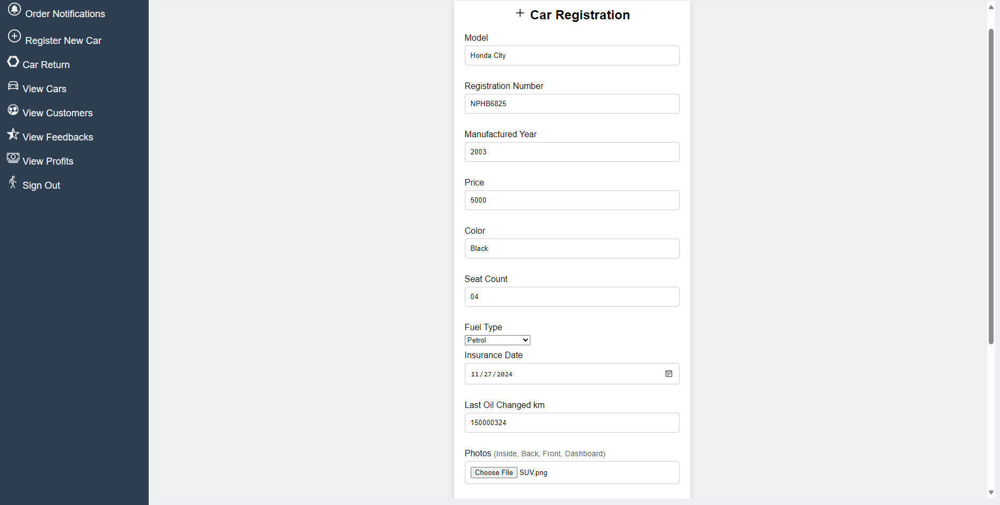 Order Notifications
Register New Car
Car Return
View Cars
View Customers
View Feedbacks
View Profits
Sign Out
+ Car Registration
Model
Honda City
Registration Number
NPHB6825
Manufactured Year
2003
Price
5000
Color
Black
Seat Count
04
Fuel Type
Petrol
Insurance Date
11/27/2024
Last Oil Changed km
150000324
Photos (Inside, Back, Front, Dashboard)
Choose File SUV.png